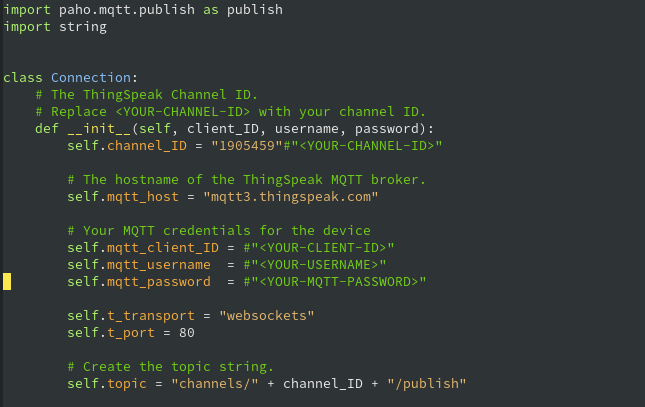 import paho.mqtt.publish as publish
import string
class Connection:
# The ThingSpeak Channel ID.
# Replace <YOUR-CHANNEL-ID> with your channel ID.
def __init__(self, client_ID, username, password):
self.channel_ID = "1905459"#"<YOUR-CHANNEL-ID>"
# The hostname of the ThingSpeak MQTT broker.
self.mqtt_host = "mqtt3.thingspeak.com"
# Your MQTT credentials for the device
self.mqtt_client_ID = #"<YOUR-CLIENT-ID>"
self.mqtt_username  = #"<YOUR-USERNAME>"
self.mqtt_password  = #"<YOUR-MQTT-PASSWORD>"
self.t_transport = "websockets"
self.t_port = 80
# Create the topic string.
self.topic = "channels/" + channel_ID + "/publish"